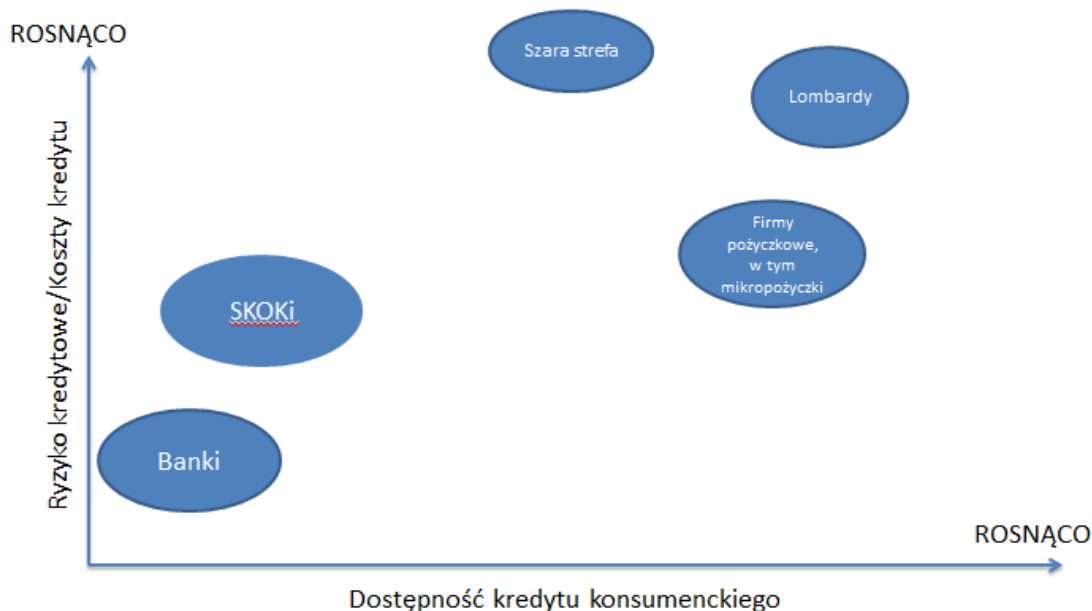 ROSNĄCO
Szara strefa
Lombardy
Ryzyko kredytowe/Koszty kredytu
Firmy
pożyczkowe,
w tym
mikropożyczki
SKOKi
Banki
ROSNĄCO
Dostępność kredytu konsumenckiego